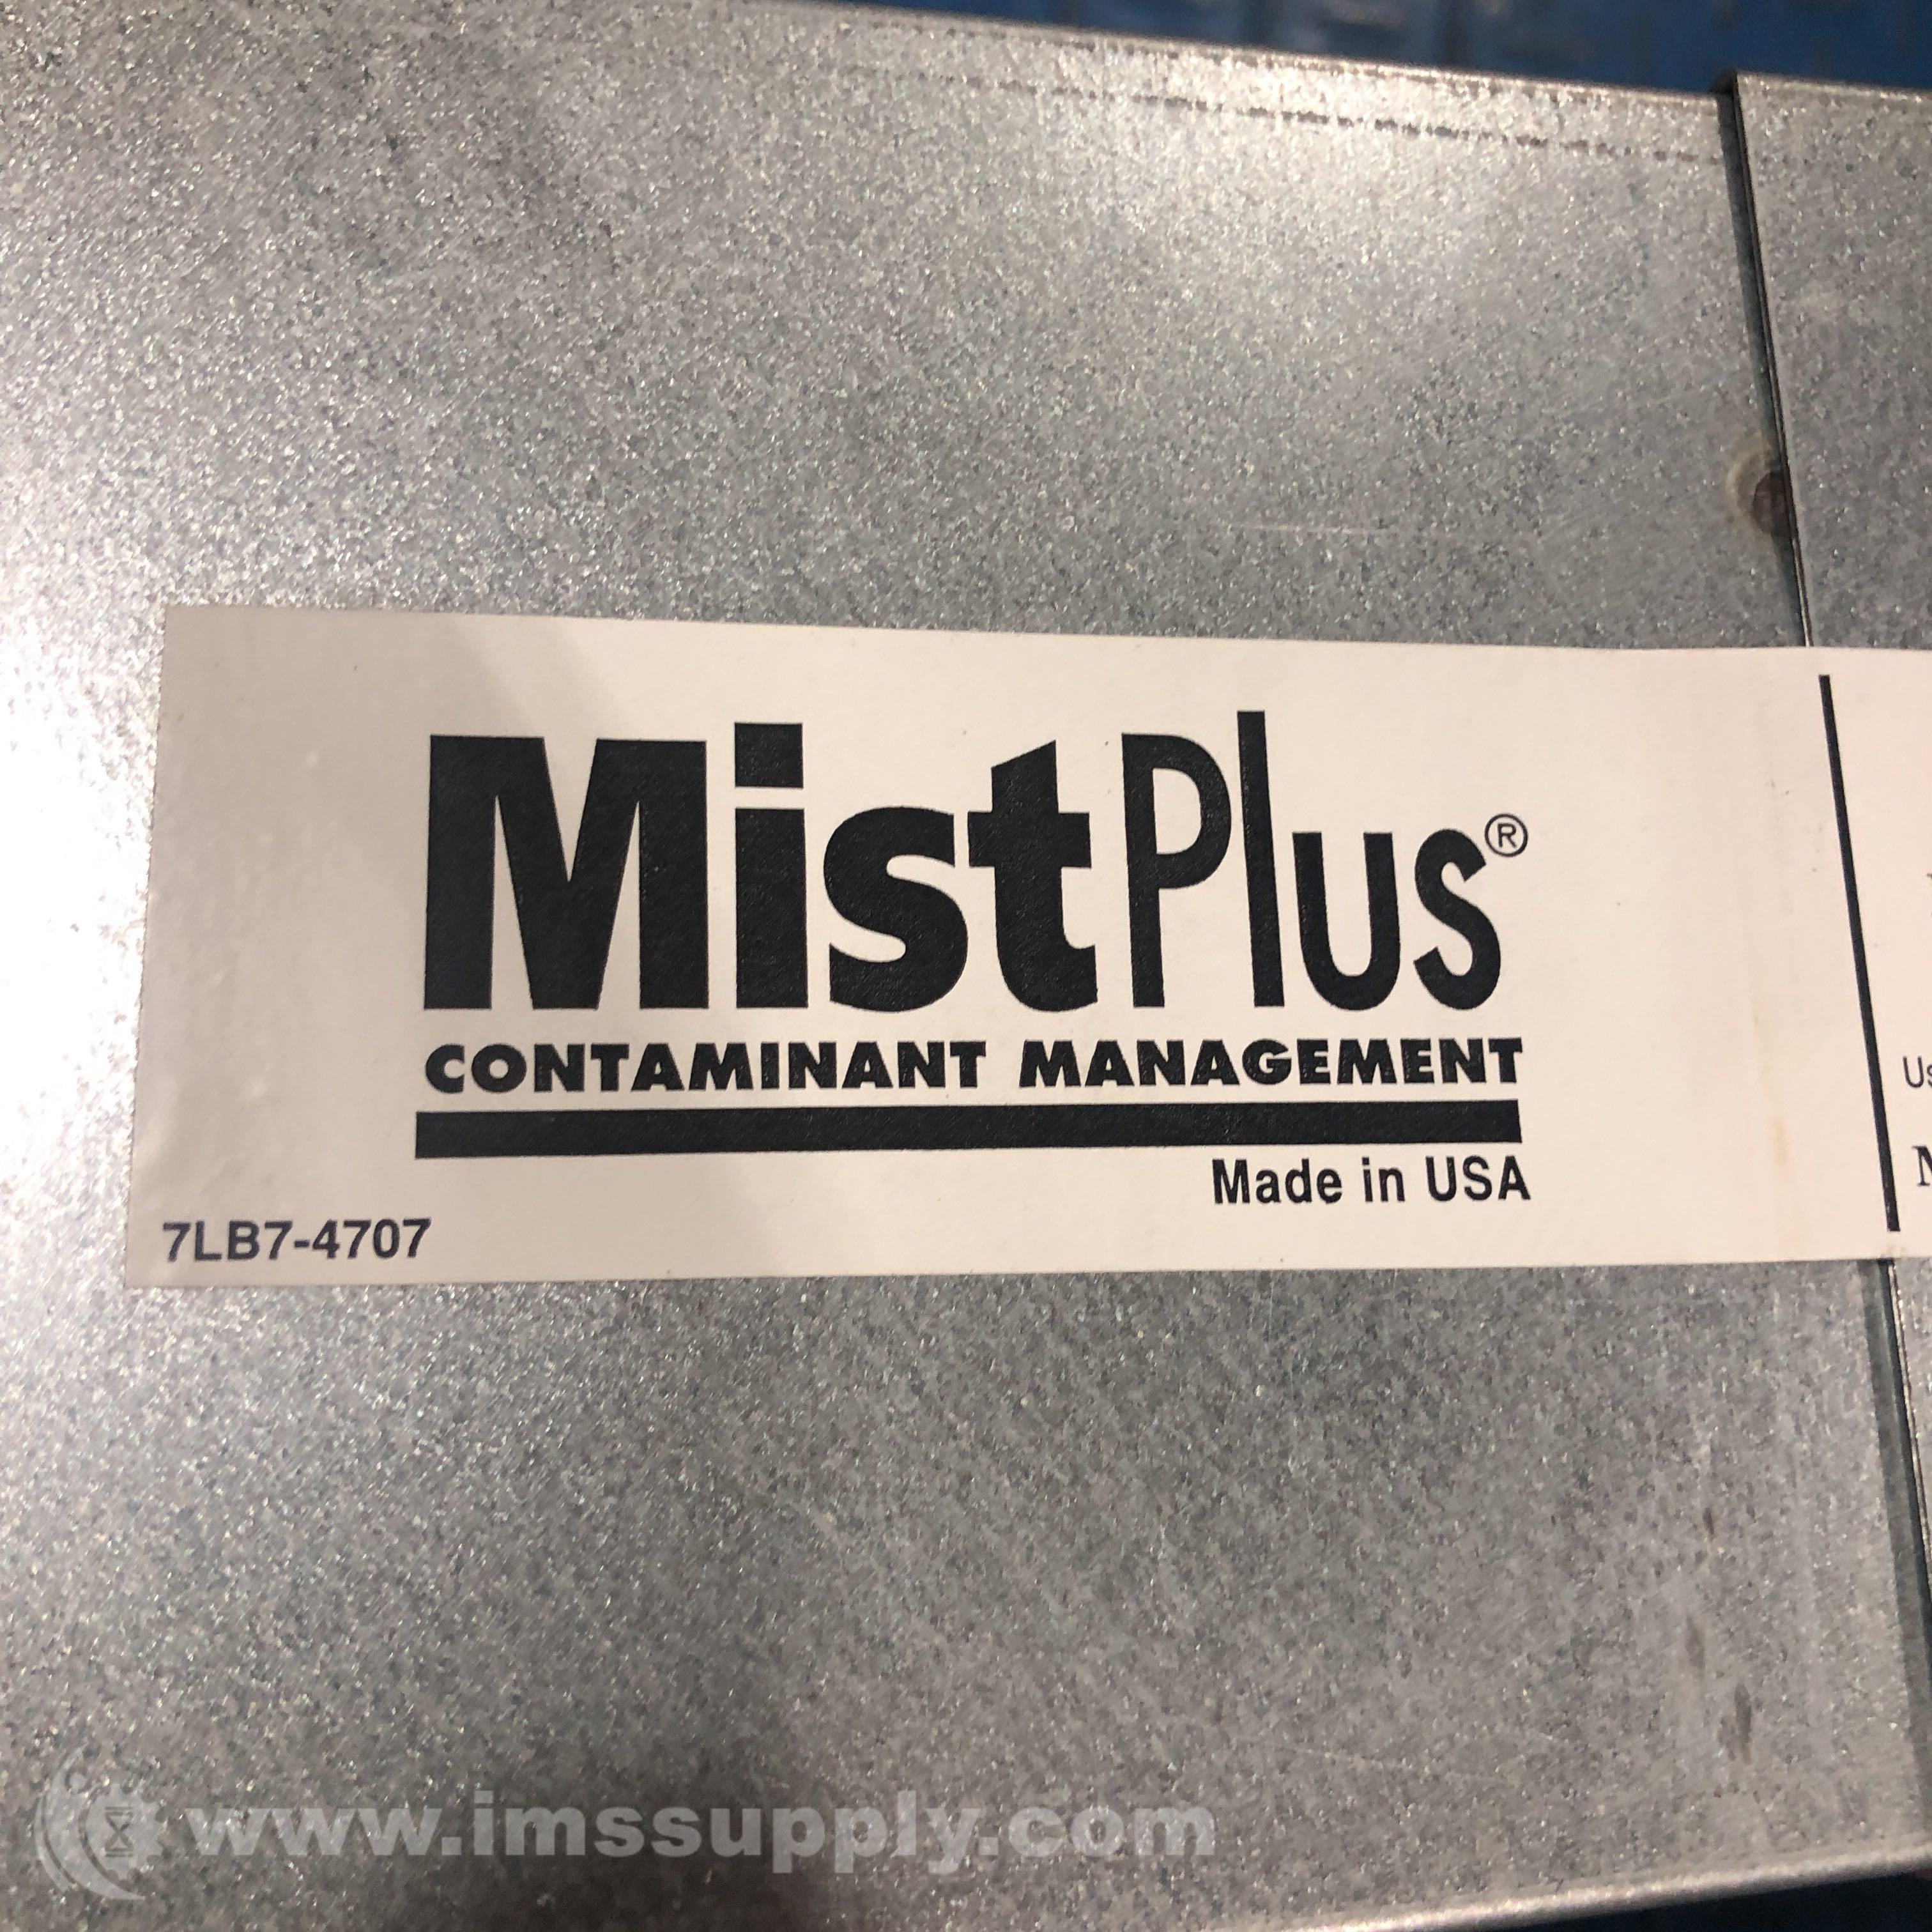 MistPlus®
CONTAMINANT MANAGEMENT
Made in USA
7LB7-4707
www.imssupply.com